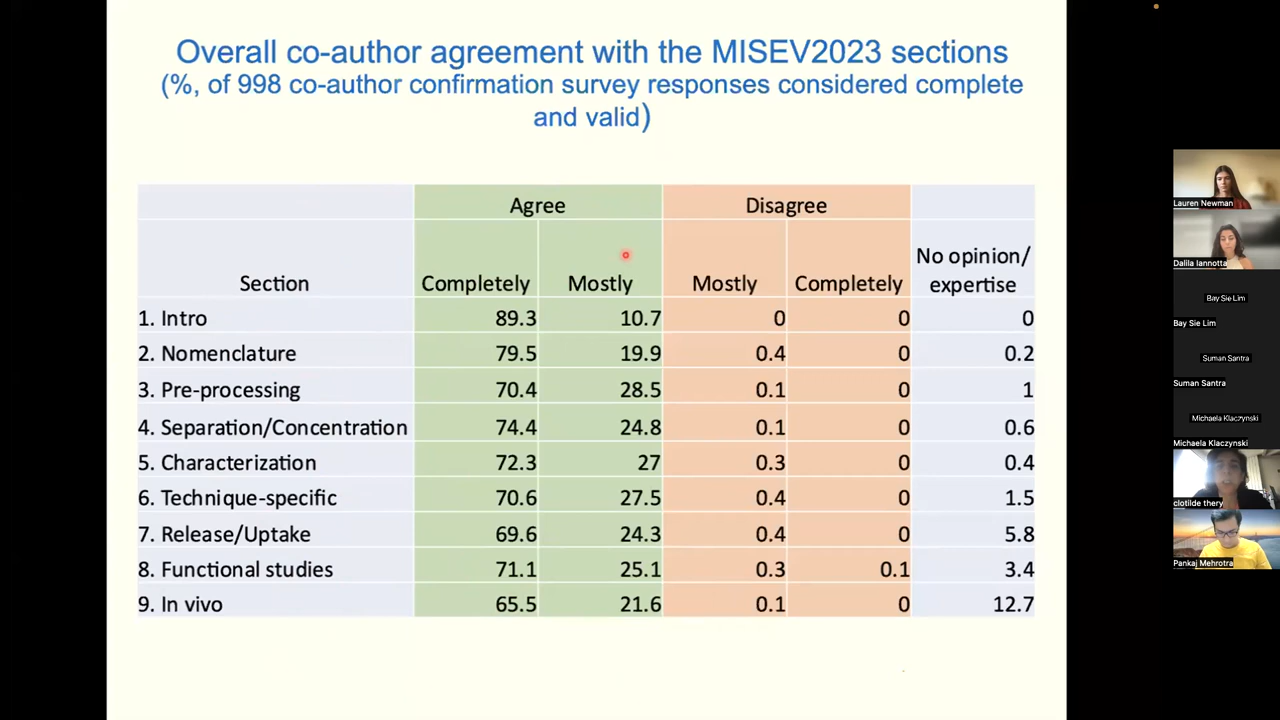 Overall co-author agreement with the MISEV2023 sections
(%, of 998 co-author confirmation survey responses considered complete
and valid)
Agree Disagree
Section Completely Mostly Mostly Completely No opinion/
expertise
1. Intro 89.3 10.7 0 0 0
2. Nomenclature 79.5 19.9 0.4 0 0.2
3. Pre-processing 70.4 28.5 0.1 0 1
4. Separation/Concentration 74.4 24.8 0.1 0 0.6
5. Characterization 72.3 27 0.3 0 0.4
6. Technique-specific 70.6 27.5 0.4 0 1.5
7. Release/Uptake 69.6 24.3 0.4 0 5.8
8. Functional studies 71.1 25.1 0.3 0.1 3.4
9. In vivo 65.5 21.6 0.1 0 12.7
Lauren Newman
Dalila Iannotta
Bay Sie Lim
Bay Sie Lim
Suman Santra
Suman Santra
Michaela Klaczynski
Michaela Klaczynski
clotilde thery
Pankaj Mehrotra